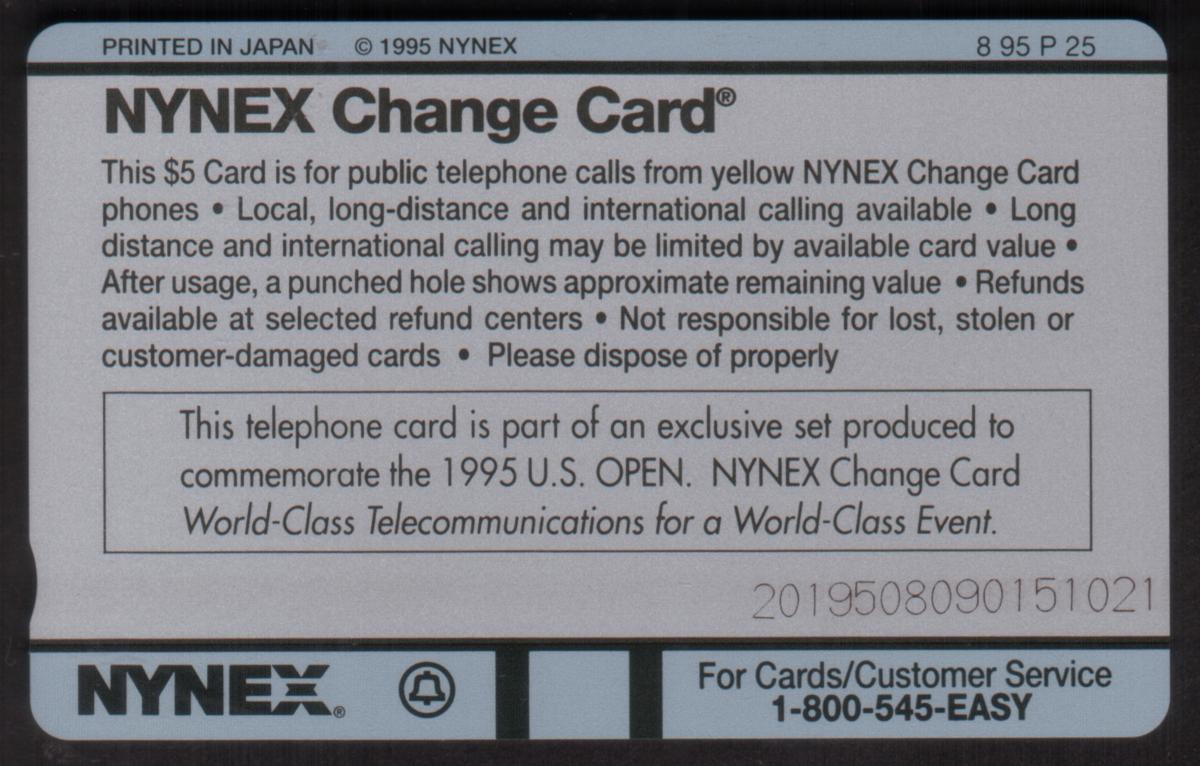 PRINTED IN JAPAN © 1995 NYNEX 8 95 P 25
NYNEX Change Card®
This $5 Card is for public telephone calls from yellow NYNEX Change Card
phones • Local, long-distance and international calling available • Long
distance and international calling may be limited by available card value •
After usage, a punched hole shows approximate remaining value • Refunds
available at selected refund centers • Not responsible for lost, stolen or
customer-damaged cards • Please dispose of properly
This telephone card is part of an exclusive set produced to
commemorate the 1995 U.S. OPEN. NYNEX Change Card
World-Class Telecommunications for a World-Class Event.
2019508090151021
NYNEX®
For Cards/Customer Service
1-800-545-EASY